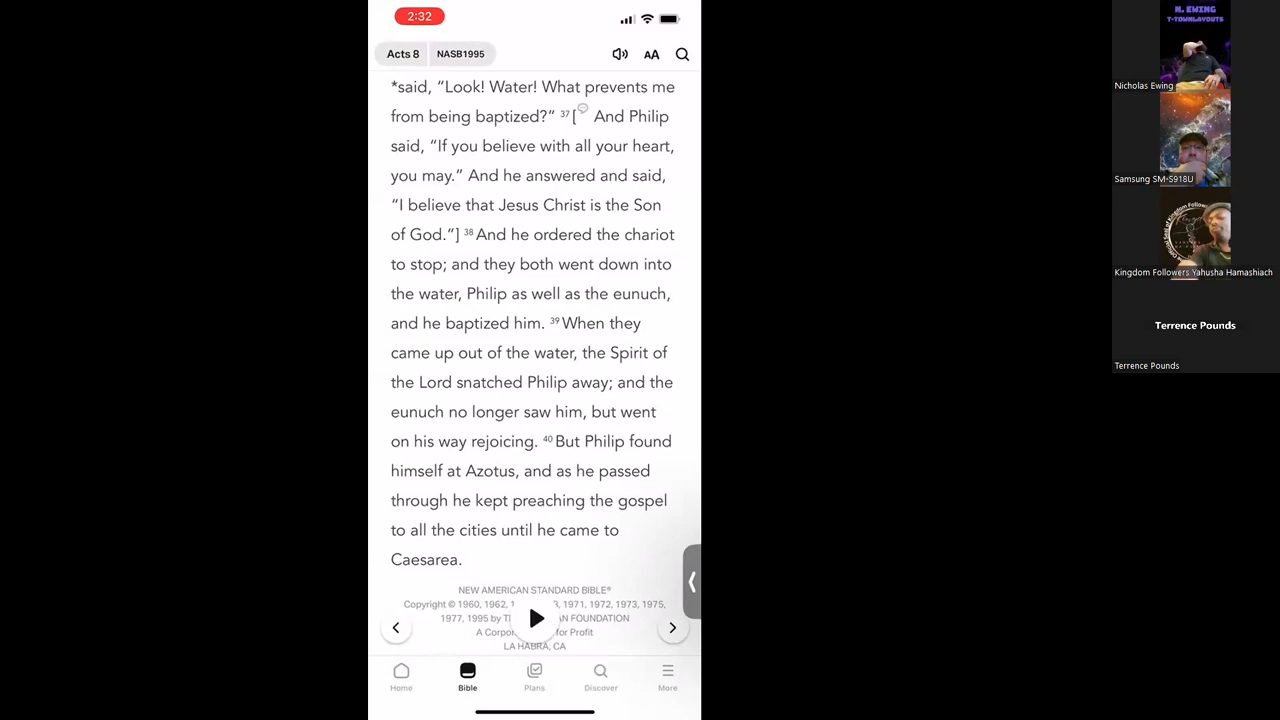 2:32
Acts 8 NASB1995 AA
*said, “Look! Water! What prevents me
from being baptized?” 37 [ And Philip
said, “If you believe with all your heart,
you may.” And he answered and said,
“I believe that Jesus Christ is the Son
of God.”] 38 And he ordered the chariot
to stop; and they both went down into
the water, Philip as well as the eunuch,
and he baptized him. 39 When they
came up out of the water, the Spirit of
the Lord snatched Philip away; and the
eunuch no longer saw him, but went
on his way rejoicing. 40 But Philip found
himself at Azotus, and as he passed
through he kept preaching the gospel
to all the cities until he came to
Caesarea.
NEW AMERICAN STANDARD BIBLE®
Copyright © 1960, 1962, 1971, 1972, 1973, 1975,
1977, 1995 by FOUNDATION
A for Profit
LA HABRA, CA
Home Bible Plans Discover More
N. EWING
T-TOWNLAYOUTS
Nicholas Ewing
Samsung SM-S918U
Kingdom Followers Yahusha Hamashiach
Terrence Pounds
Terrence Pounds